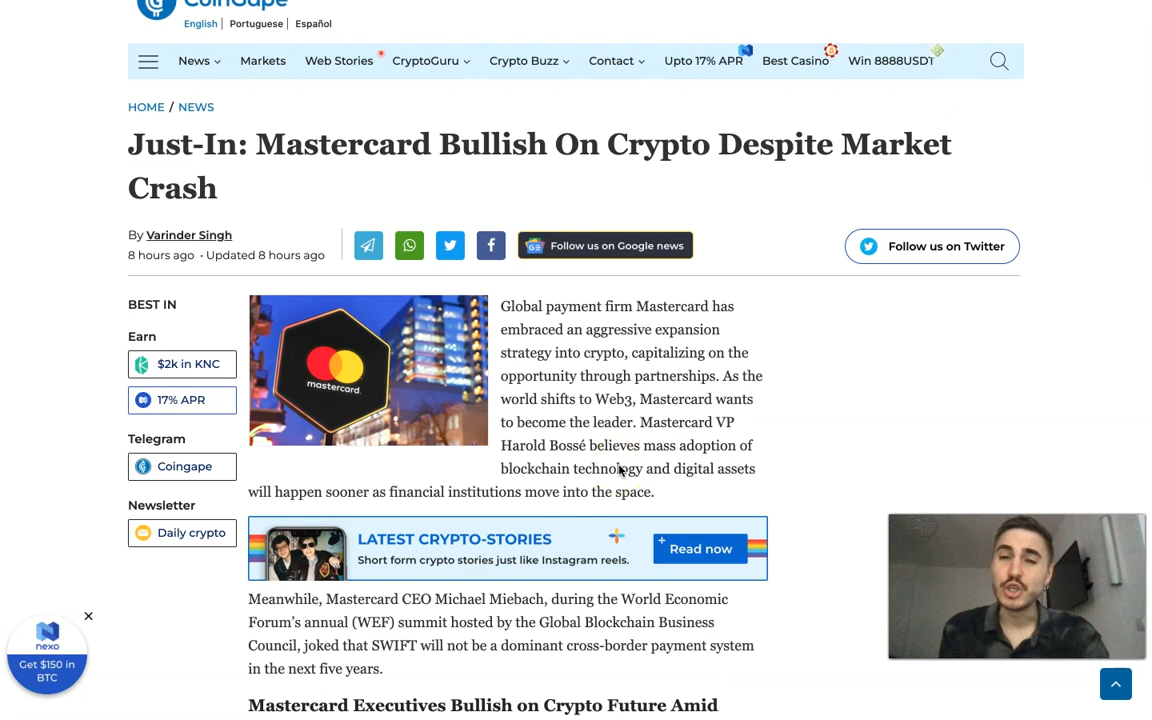 CoinGape
English | Portuguese | Español
News Markets Web Stories CryptoGuru Crypto Buzz Contact Upto 17% APR Best Casino Win 8888USDT
HOME / NEWS
Just-In: Mastercard Bullish On Crypto Despite Market
Crash
By Varinder Singh
8 hours ago · Updated 8 hours ago
Follow us on Google news
Follow us on Twitter
BEST IN
Earn
$2k in KNC
17% APR
Telegram
Coingape
Newsletter
Daily crypto
mastercard.
Global payment firm Mastercard has
embraced an aggressive expansion
strategy into crypto, capitalizing on the
opportunity through partnerships. As the
world shifts to Web3, Mastercard wants
to become the leader. Mastercard VP
Harold Bossé believes mass adoption of
blockchain technology and digital assets
will happen sooner as financial institutions move into the space.
LATEST CRYPTO-STORIES
Short form crypto stories just like Instagram reels.
Read now
Meanwhile, Mastercard CEO Michael Miebach, during the World Economic
Forum's annual (WEF) summit hosted by the Global Blockchain Business
Council, joked that SWIFT will not be a dominant cross-border payment system
in the next five years.
Mastercard Executives Bullish on Crypto Future Amid
nexo
Get $150 in
BTC